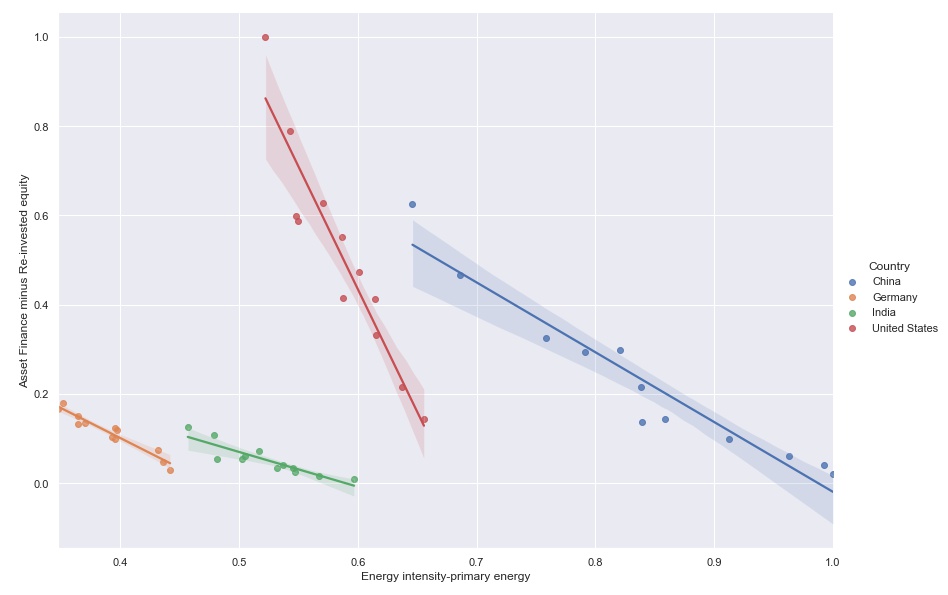 1.0
0.8
0.6
0.4
0.2
0.0
Asset Finance minus Re-invested equity
0.4 0.5 0.6 0.7 0.8 0.9 1.0
Energy intensity-primary energy
Country
China
Germany
India
United States